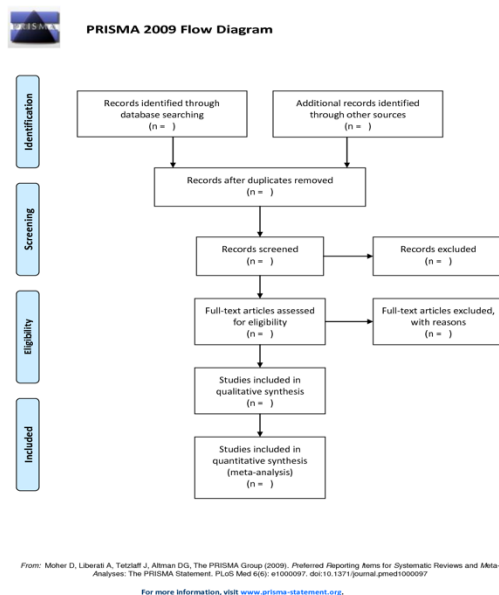 PRISMA
PRISMA 2009 Flow Diagram
Identification
Records identified through
database searching
(n =   )
Additional records identified
through other sources
(n =   )
Records after duplicates removed
(n =   )
Screening
Records screened
(n =   )
Records excluded
(n =   )
Eligibility
Full-text articles assessed
for eligibility
(n =   )
Full-text articles excluded,
with reasons
(n =   )
Studies included in
qualitative synthesis
(n =   )
Included
Studies included in
quantitative synthesis
(meta-analysis)
(n =   )
From: Moher D, Liberati A, Tetzlaff J, Altman DG, The PRISMA Group (2009). Preferred Reporting Items for Systematic Reviews and Meta-
Analyses: The PRISMA Statement. PLoS Med 6(6): e1000097. doi:10.1371/journal.pmed1000097
For more information, visit www.prisma-statement.org.